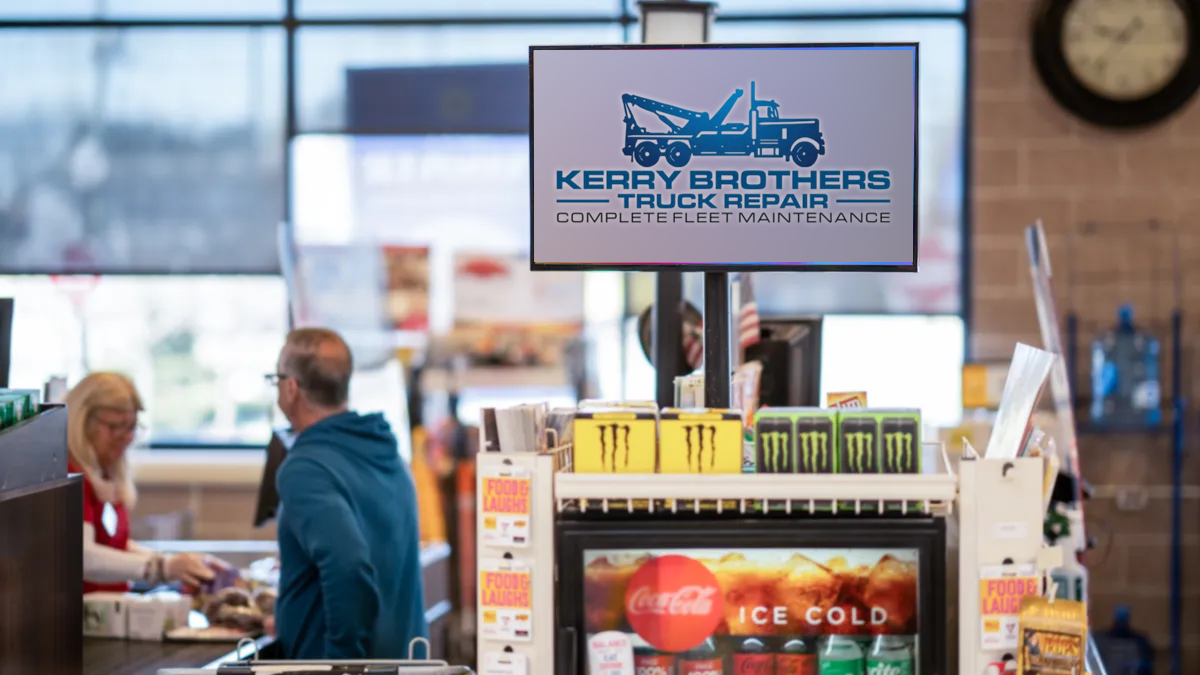 KERRY BROTHERS
TRUCK REPAIR
COMPLETE FLEET MAINTENANCE
FOOD &
LAUGHS
FOOD &
LAUGHS
FOOD &
LAUGHS
Coca-Cola
ICE COLD